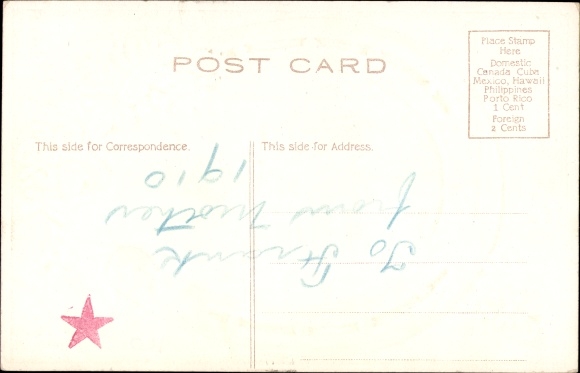 POST CARD
Place Stamp
Here
Domestic
Canada, Cuba
Mexico, Hawaii
Philippines
Porto Rico
1 Cent
Foreign
2 Cents
This side for Correspondence.
This side for Address.
To Frank
from Mother
1910